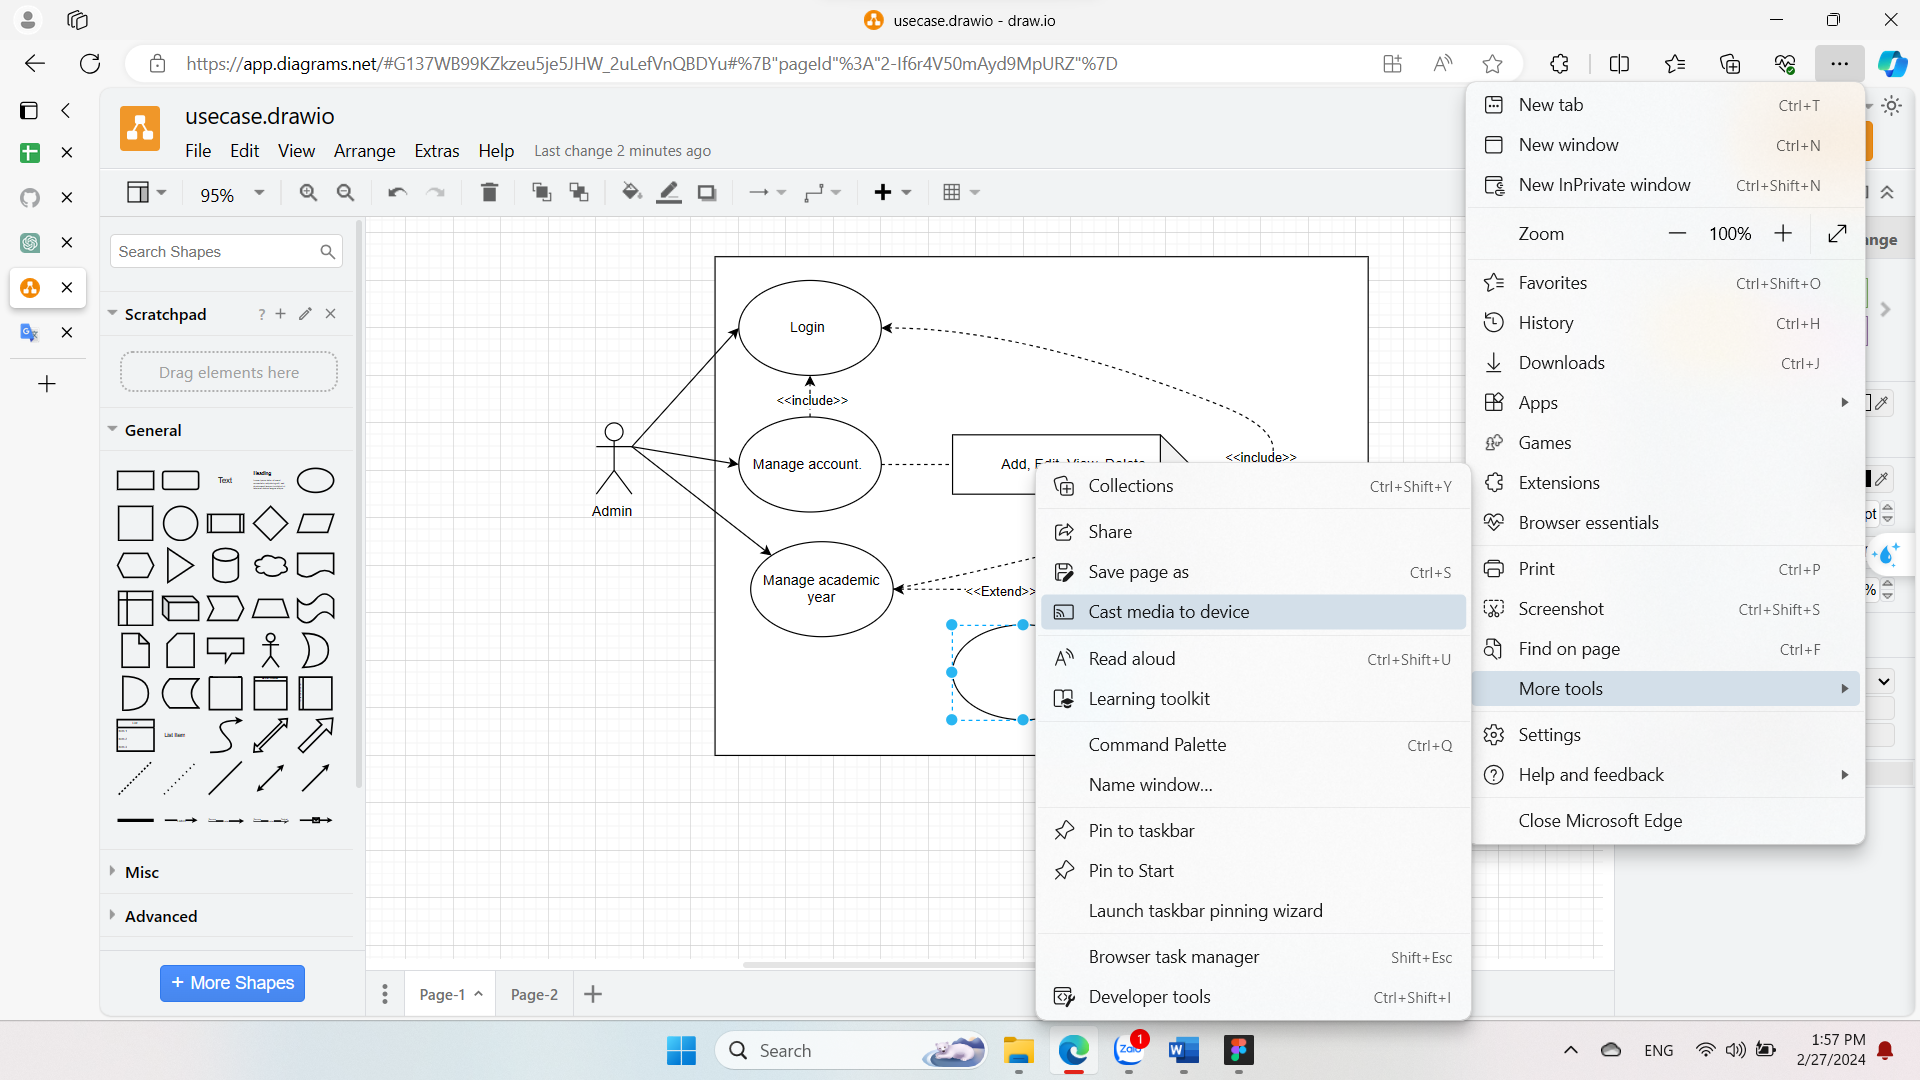 usecase.drawio - draw.io
https://app.diagrams.net/#G137WB99KZkzeu5je5JHW_2uLefVnQBDYu#%7B"pageId"%3A"2-If6r4V50mAyd9MpURZ"%7D
usecase.drawio
File Edit View Arrange Extras Help Last change 2 minutes ago
95%
Search Shapes
Scratchpad
?
Drag elements here
General
Text
Heading
List Item
Misc
Advanced
+ More Shapes
Login
<<include>>
Manage account.
Add, Edit, View, Delete
<<include>>
Admin
Manage academic
year
<<Extend>>
Page-1
Page-2
Collections Ctrl+Shift+Y
Share
Save page as Ctrl+S
Cast media to device
Read aloud Ctrl+Shift+U
Learning toolkit
Command Palette Ctrl+Q
Name window...
Pin to taskbar
Pin to Start
Launch taskbar pinning wizard
Browser task manager Shift+Esc
Developer tools Ctrl+Shift+I
New tab Ctrl+T
New window Ctrl+N
New InPrivate window Ctrl+Shift+N
Zoom 100%
Favorites Ctrl+Shift+O
History Ctrl+H
Downloads Ctrl+J
Apps
Games
Extensions
Browser essentials
Print Ctrl+P
Screenshot Ctrl+Shift+S
Find on page Ctrl+F
More tools
Settings
Help and feedback
Close Microsoft Edge
nge
pt
%
Search
Zalo
1
W
ENG
1:57 PM
2/27/2024